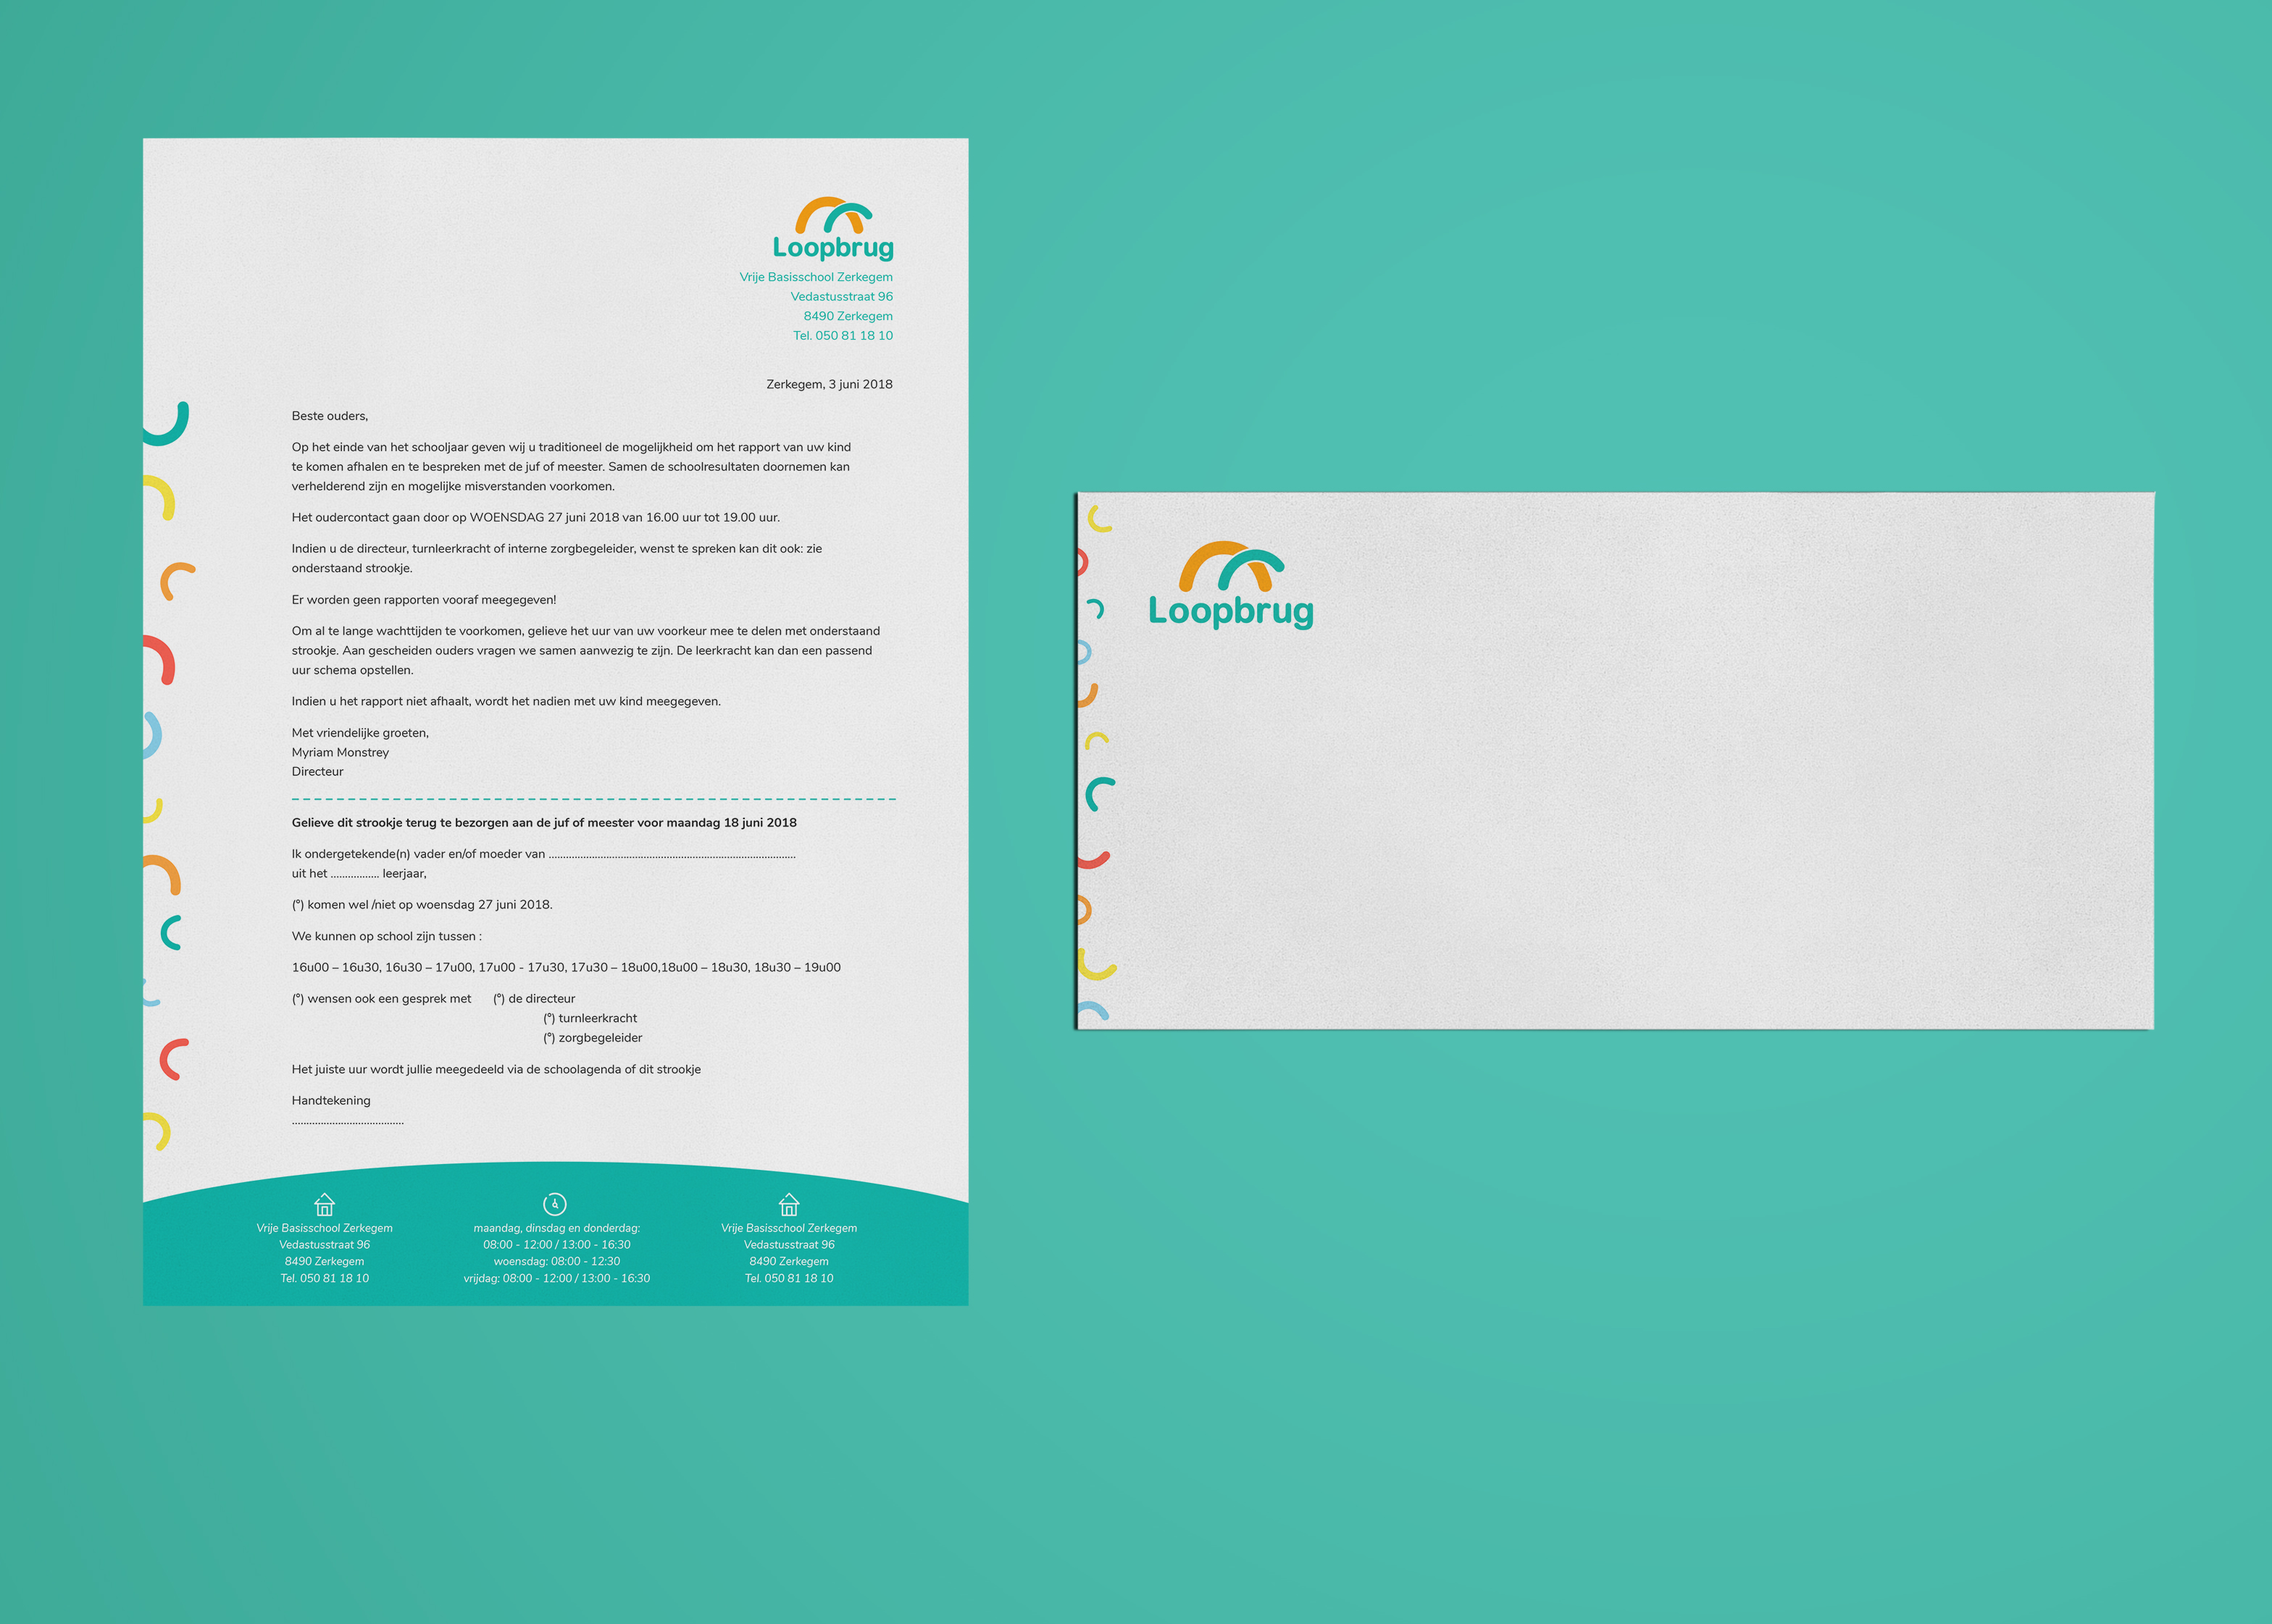 Loopbrug
Vrije Basisschool Zerkegem
Vedastusstraat 96
8490 Zerkegem
Tel. 050 81 18 10
Zerkegem, 3 juni 2018
Beste ouders,
Op het einde van het schooljaar geven wij u traditioneel de mogelijkheid om het rapport van uw kind
te komen afhalen en te bespreken met de juf of meester. Samen de schoolresultaten doornemen kan
verhelderend zijn en mogelijke misverstanden voorkomen.
Het oudercontact gaan door op WOENSDAG 27 juni 2018 van 16.00 uur tot 19.00 uur.
Indien u de directeur, turnleerkracht of interne zorgbegeleider, wenst te spreken kan dit ook: zie
onderstaand strookje.
Er worden geen rapporten vooraf meegegeven!
Om al te lange wachttijden te voorkomen, gelieve het uur van uw voorkeur mee te delen met onderstaand
strookje. Aan gescheiden ouders vragen we samen aanwezig te zijn. De leerkracht kan dan een passend
uur schema opstellen.
Indien u het rapport niet afhaalt, wordt het nadien met uw kind meegegeven.
Met vriendelijke groeten,
Myriam Monstrey
Directeur
Gelieve dit strookje terug te bezorgen aan de juf of meester voor maandag 18 juni 2018
Ik ondergetekende(n) vader en/of moeder van ......................................................................................
uit het ................. leerjaar,
(°) komen wel /niet op woensdag 27 juni 2018.
We kunnen op school zijn tussen :
16u00 – 16u30, 16u30 – 17u00, 17u00 - 17u30, 17u30 – 18u00,18u00 – 18u30, 18u30 – 19u00
(°) wensen ook een gesprek met (°) de directeur
(°) turnleerkracht
(°) zorgbegeleider
Het juiste uur wordt jullie meegedeeld via de schoolagenda of dit strookje
Handtekening
.......................................
Vrije Basisschool Zerkegem
Vedastusstraat 96
8490 Zerkegem
Tel. 050 81 18 10
maandag, dinsdag en donderdag:
08:00 - 12:00 / 13:00 - 16:30
woensdag: 08:00 - 12:30
vrijdag: 08:00 - 12:00 / 13:00 - 16:30
Vrije Basisschool Zerkegem
Vedastusstraat 96
8490 Zerkegem
Tel. 050 81 18 10
Loopbrug